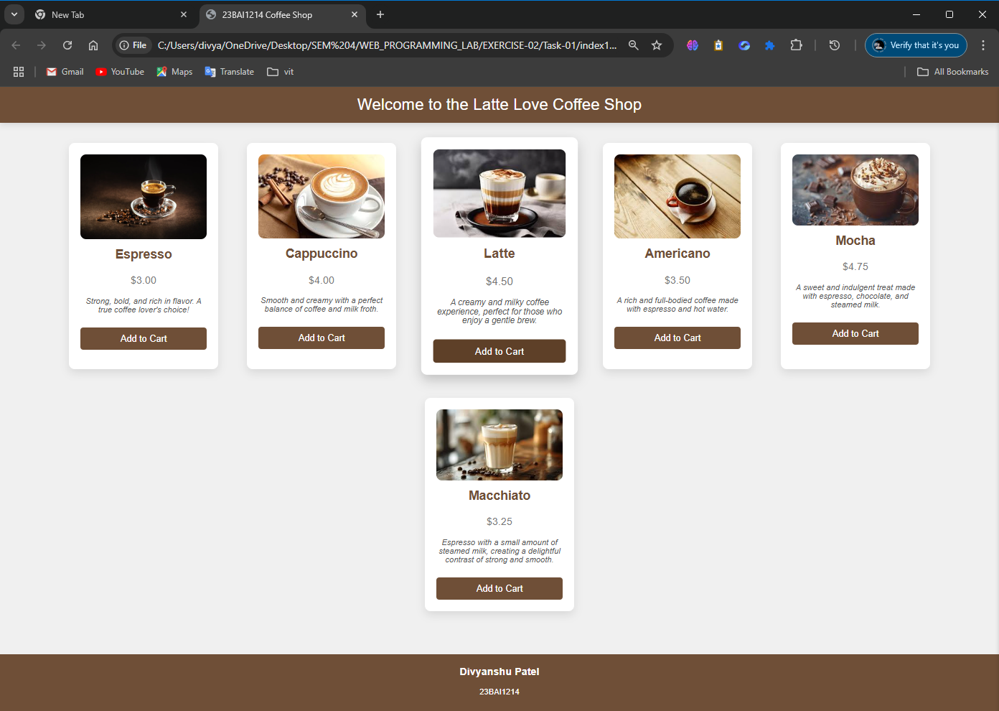 New Tab
23BAI1214 Coffee Shop
File
C:/Users/divya/OneDrive/Desktop/SEM%204/WEB_PROGRAMMING_LAB/EXERCISE-02/Task-01/index1...
Verify that it's you
Gmail
YouTube
Maps
Translate
vit
All Bookmarks
Welcome to the Latte Love Coffee Shop
Espresso
$3.00
Strong, bold, and rich in flavor. A
true coffee lover's choice!
Add to Cart
Cappuccino
$4.00
Smooth and creamy with a perfect
balance of coffee and milk froth.
Add to Cart
Latte
$4.50
A creamy and milky coffee
experience, perfect for those who
enjoy a gentle brew.
Add to Cart
Americano
$3.50
A rich and full-bodied coffee made
with espresso and hot water.
Add to Cart
Mocha
$4.75
A sweet and indulgent treat made
with espresso, chocolate, and
steamed milk.
Add to Cart
Macchiato
$3.25
Espresso with a small amount of
steamed milk, creating a delightful
contrast of strong and smooth.
Add to Cart
Divyanshu Patel
23BAI1214